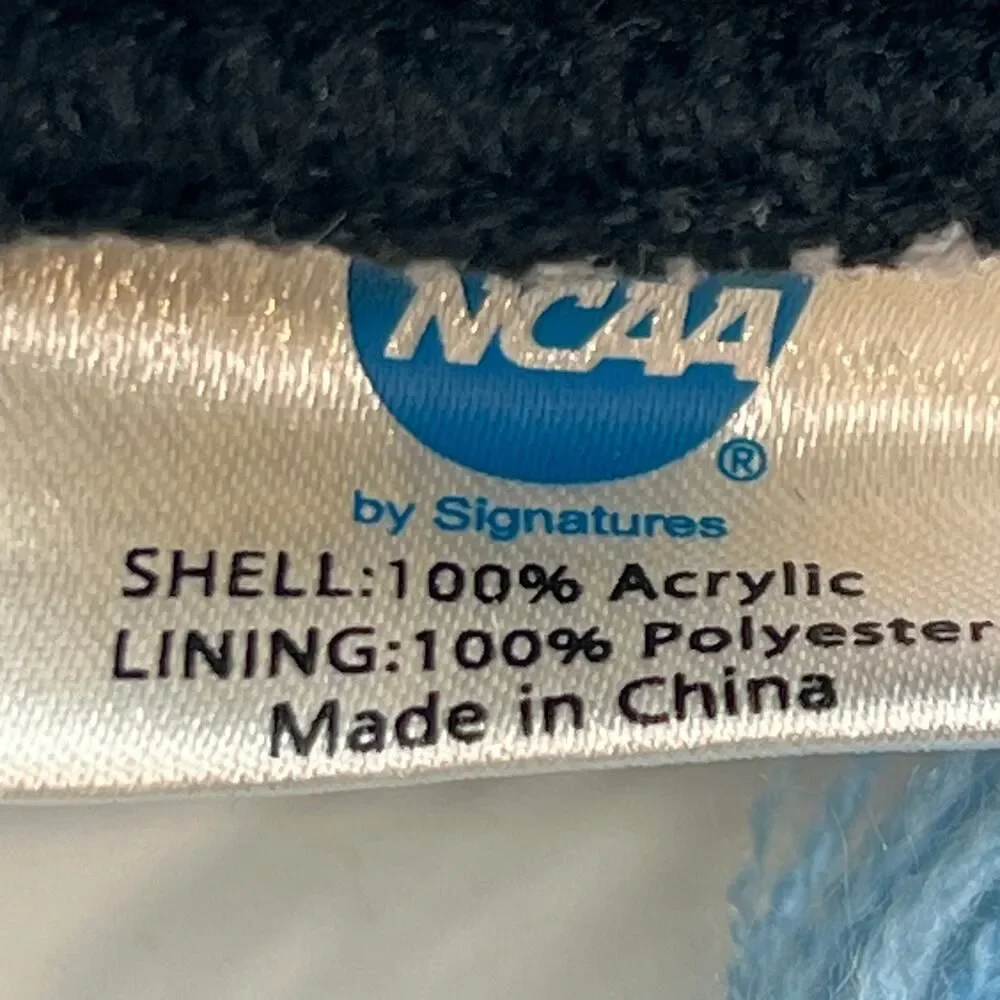 NCAA
®
by Signatures
SHELL:100% Acrylic
LINING:100% Polyester
Made in China